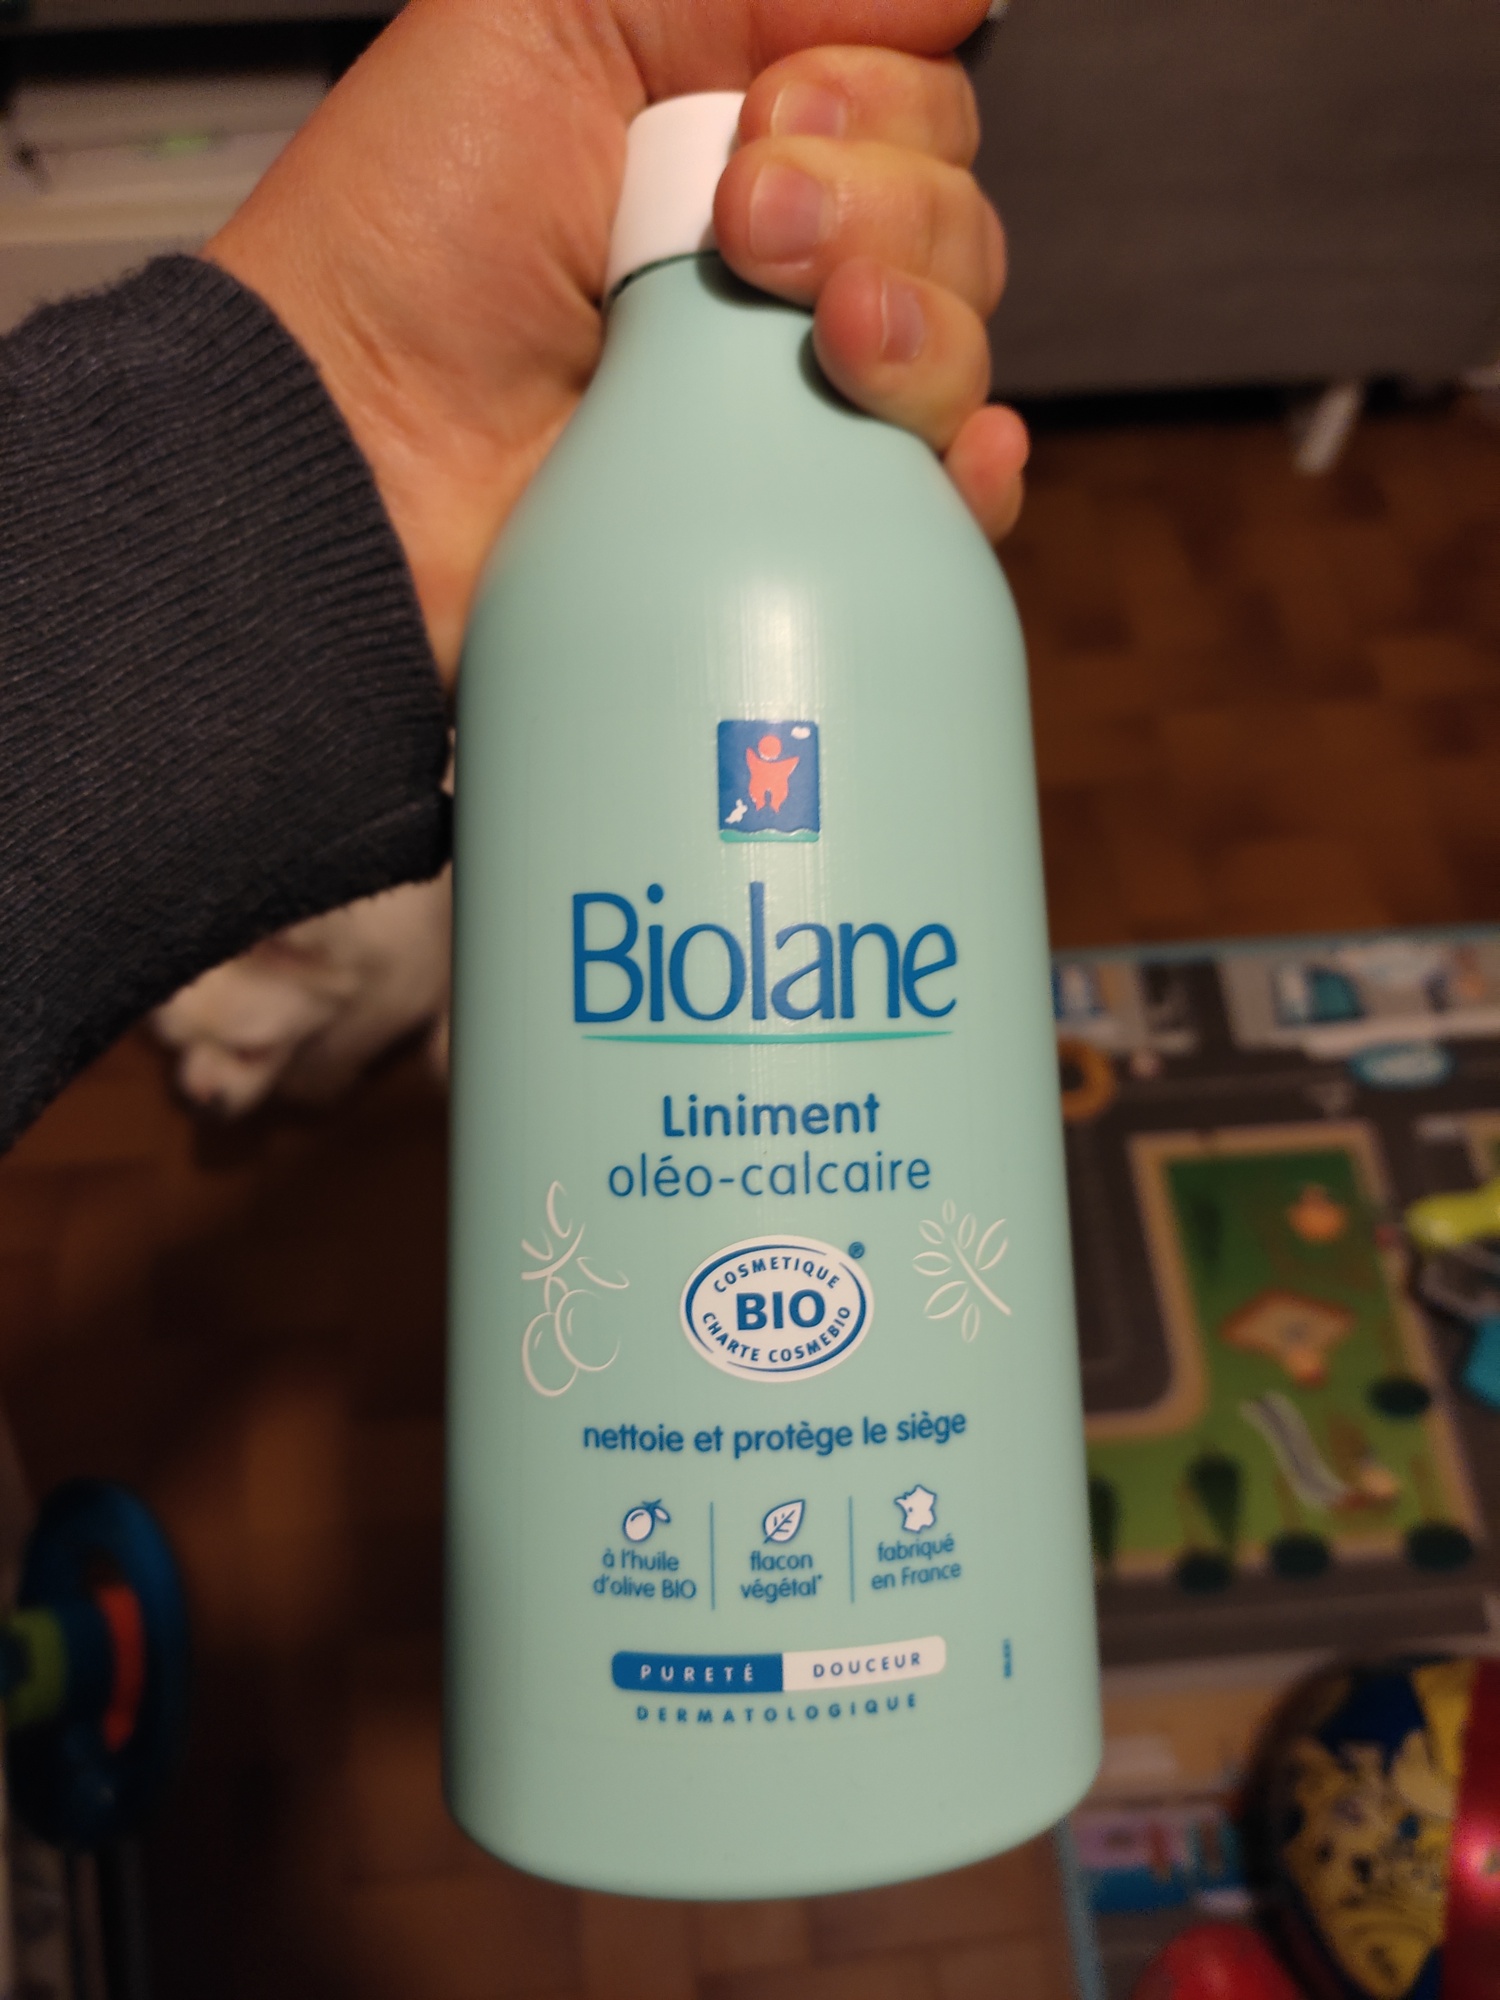 Biolane
Liniment
oléo-calcaire
COSMETIQUE
BIO
®
CHARTE COSMEBIO
nettoie et protège le siège
à l'huile
d'olive BIO
flacon
végétal*
fabriqué
en France
PURETÉ DOUCEUR
DERMATOLOGIQUE